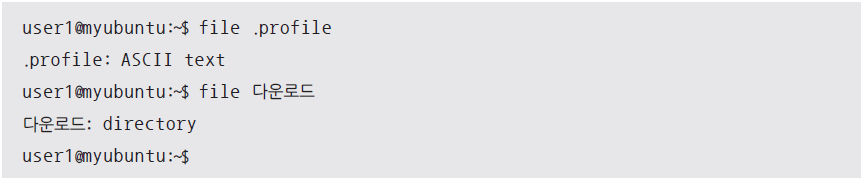 user1@myubuntu:~$ file .profile
.profile: ASCII text
user1@myubuntu:~$ file 다운로드
다운로드: directory
user1@myubuntu:~$